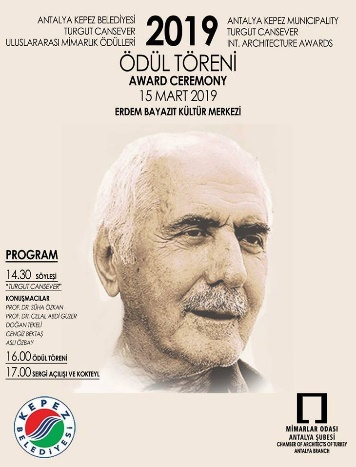 ANTALYA KEPEZ BELEDİYESİ
TURGUT CANSEVER
ULUSLARARASI MİMARLIK ÖDÜLLERİ
2019
ANTALYA KEPEZ MUNICIPALITY
TURGUT CANSEVER
INT. ARCHITECTURE AWARDS
ÖDÜL TÖRENİ
AWARD CEREMONY
15 MART 2019
ERDEM BAYAZIT KÜLTÜR MERKEZİ
PROGRAM
14.30 SÖYLEŞİ
"TURGUT CANSEVER"
KONUŞMACILAR
PROF. DR. SÜHA ÖZKAN
PROF. DR. CELAL ABDİ GÜZER
DOĞAN TEKELİ
CENGİZ BEKTAŞ
ASLI ÖZBAY
16.00 ÖDÜL TÖRENİ
17.00 SERGİ AÇILIŞI VE KOKTEYL
KEPEZ
BELEDİYESİ
MİMARLAR ODASI
ANTALYA ŞUBESİ
CHAMBER OF ARCHITECTS OF TURKEY
ANTALYA BRANCH